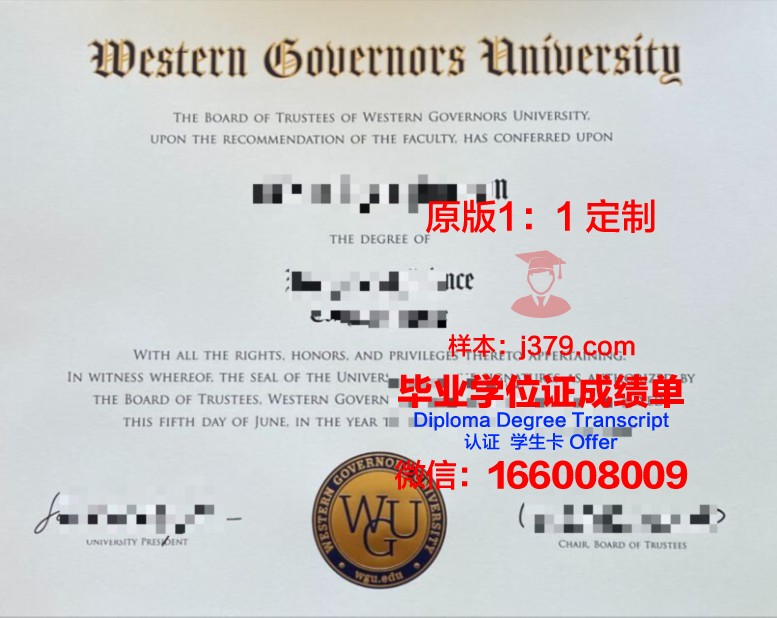 Western Governors University
THE BOARD OF TRUSTEES OF WESTERN GOVERNORS UNIVERSITY,
UPON THE RECOMMENDATION OF THE FACULTY, HAS CONFERRED UPON
原版1：1 定制
THE DEGREE OF
样本：j379.com
WITH ALL THE RIGHTS, HONORS, AND PRIVILEGES THERETO APPERTAINING.
IN WITNESS WHEREOF, THE SEAL OF THE SIGNATURES AS AUTHORIZED BY
毕业学位证成绩单
THE BOARD OF TRUSTEES, WESTERN
Diploma Degree Transcript
THIS FIFTH DAY OF JUNE, IN THE YEAR
认证 学生卡 Offer
微信：166008009
WESTERN GOVERNORS UNIVERSITY
WGU
wgu.edu
UNIVERSITY PRESIDENT
CHAIR, BOARD OF TRUSTEES